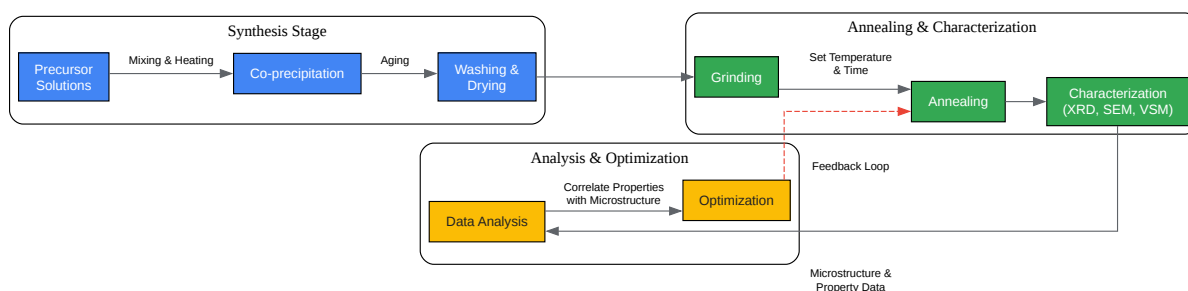 Synthesis Stage
Precursor
Solutions
Mixing & Heating
Co-precipitation
Aging
Washing &
Drying
Annealing & Characterization
Grinding
Set Temperature
& Time
Annealing
Characterization
(XRD, SEM, VSM)
Analysis & Optimization
Data Analysis
Correlate Properties
with Microstructure
Optimization
Feedback Loop
Microstructure &
Property Data